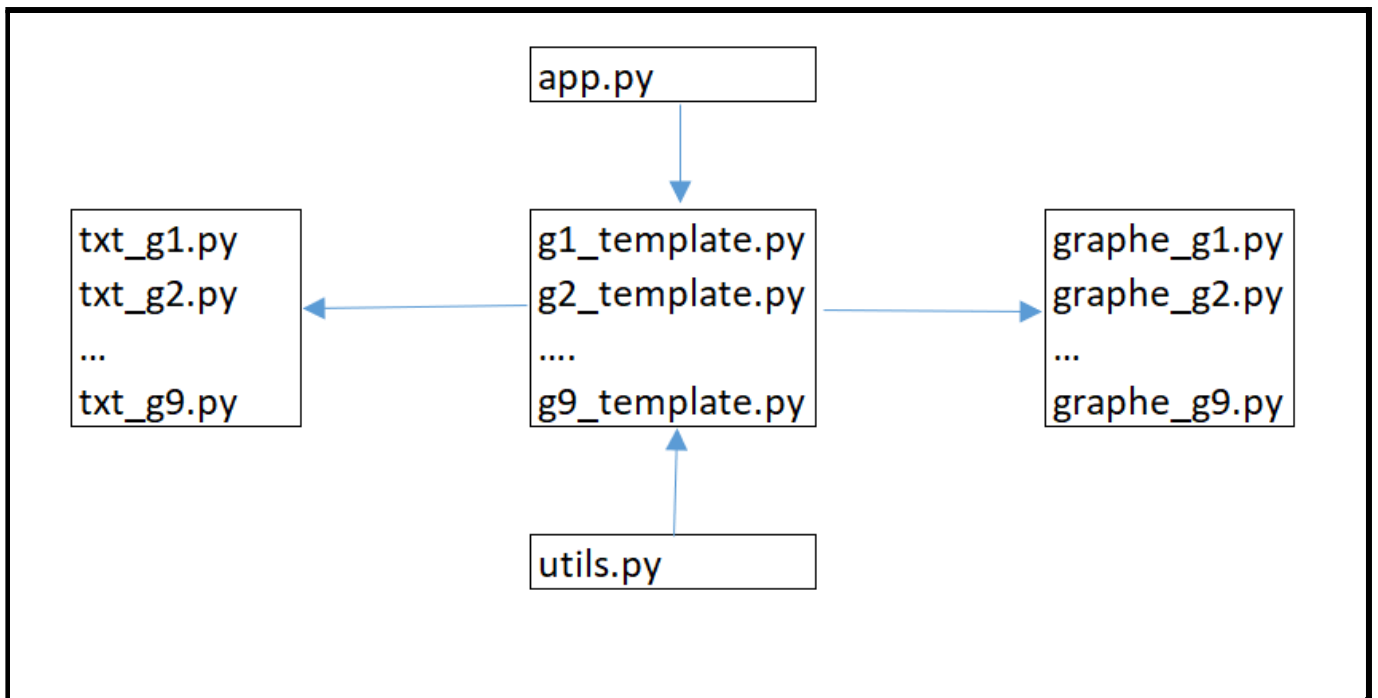 app.py
txt_g1.py
txt_g2.py
...
txt_g9.py
g1_template.py
g2_template.py
....
g9_template.py
graphe_g1.py
graphe_g2.py
...
graphe_g9.py
utils.py